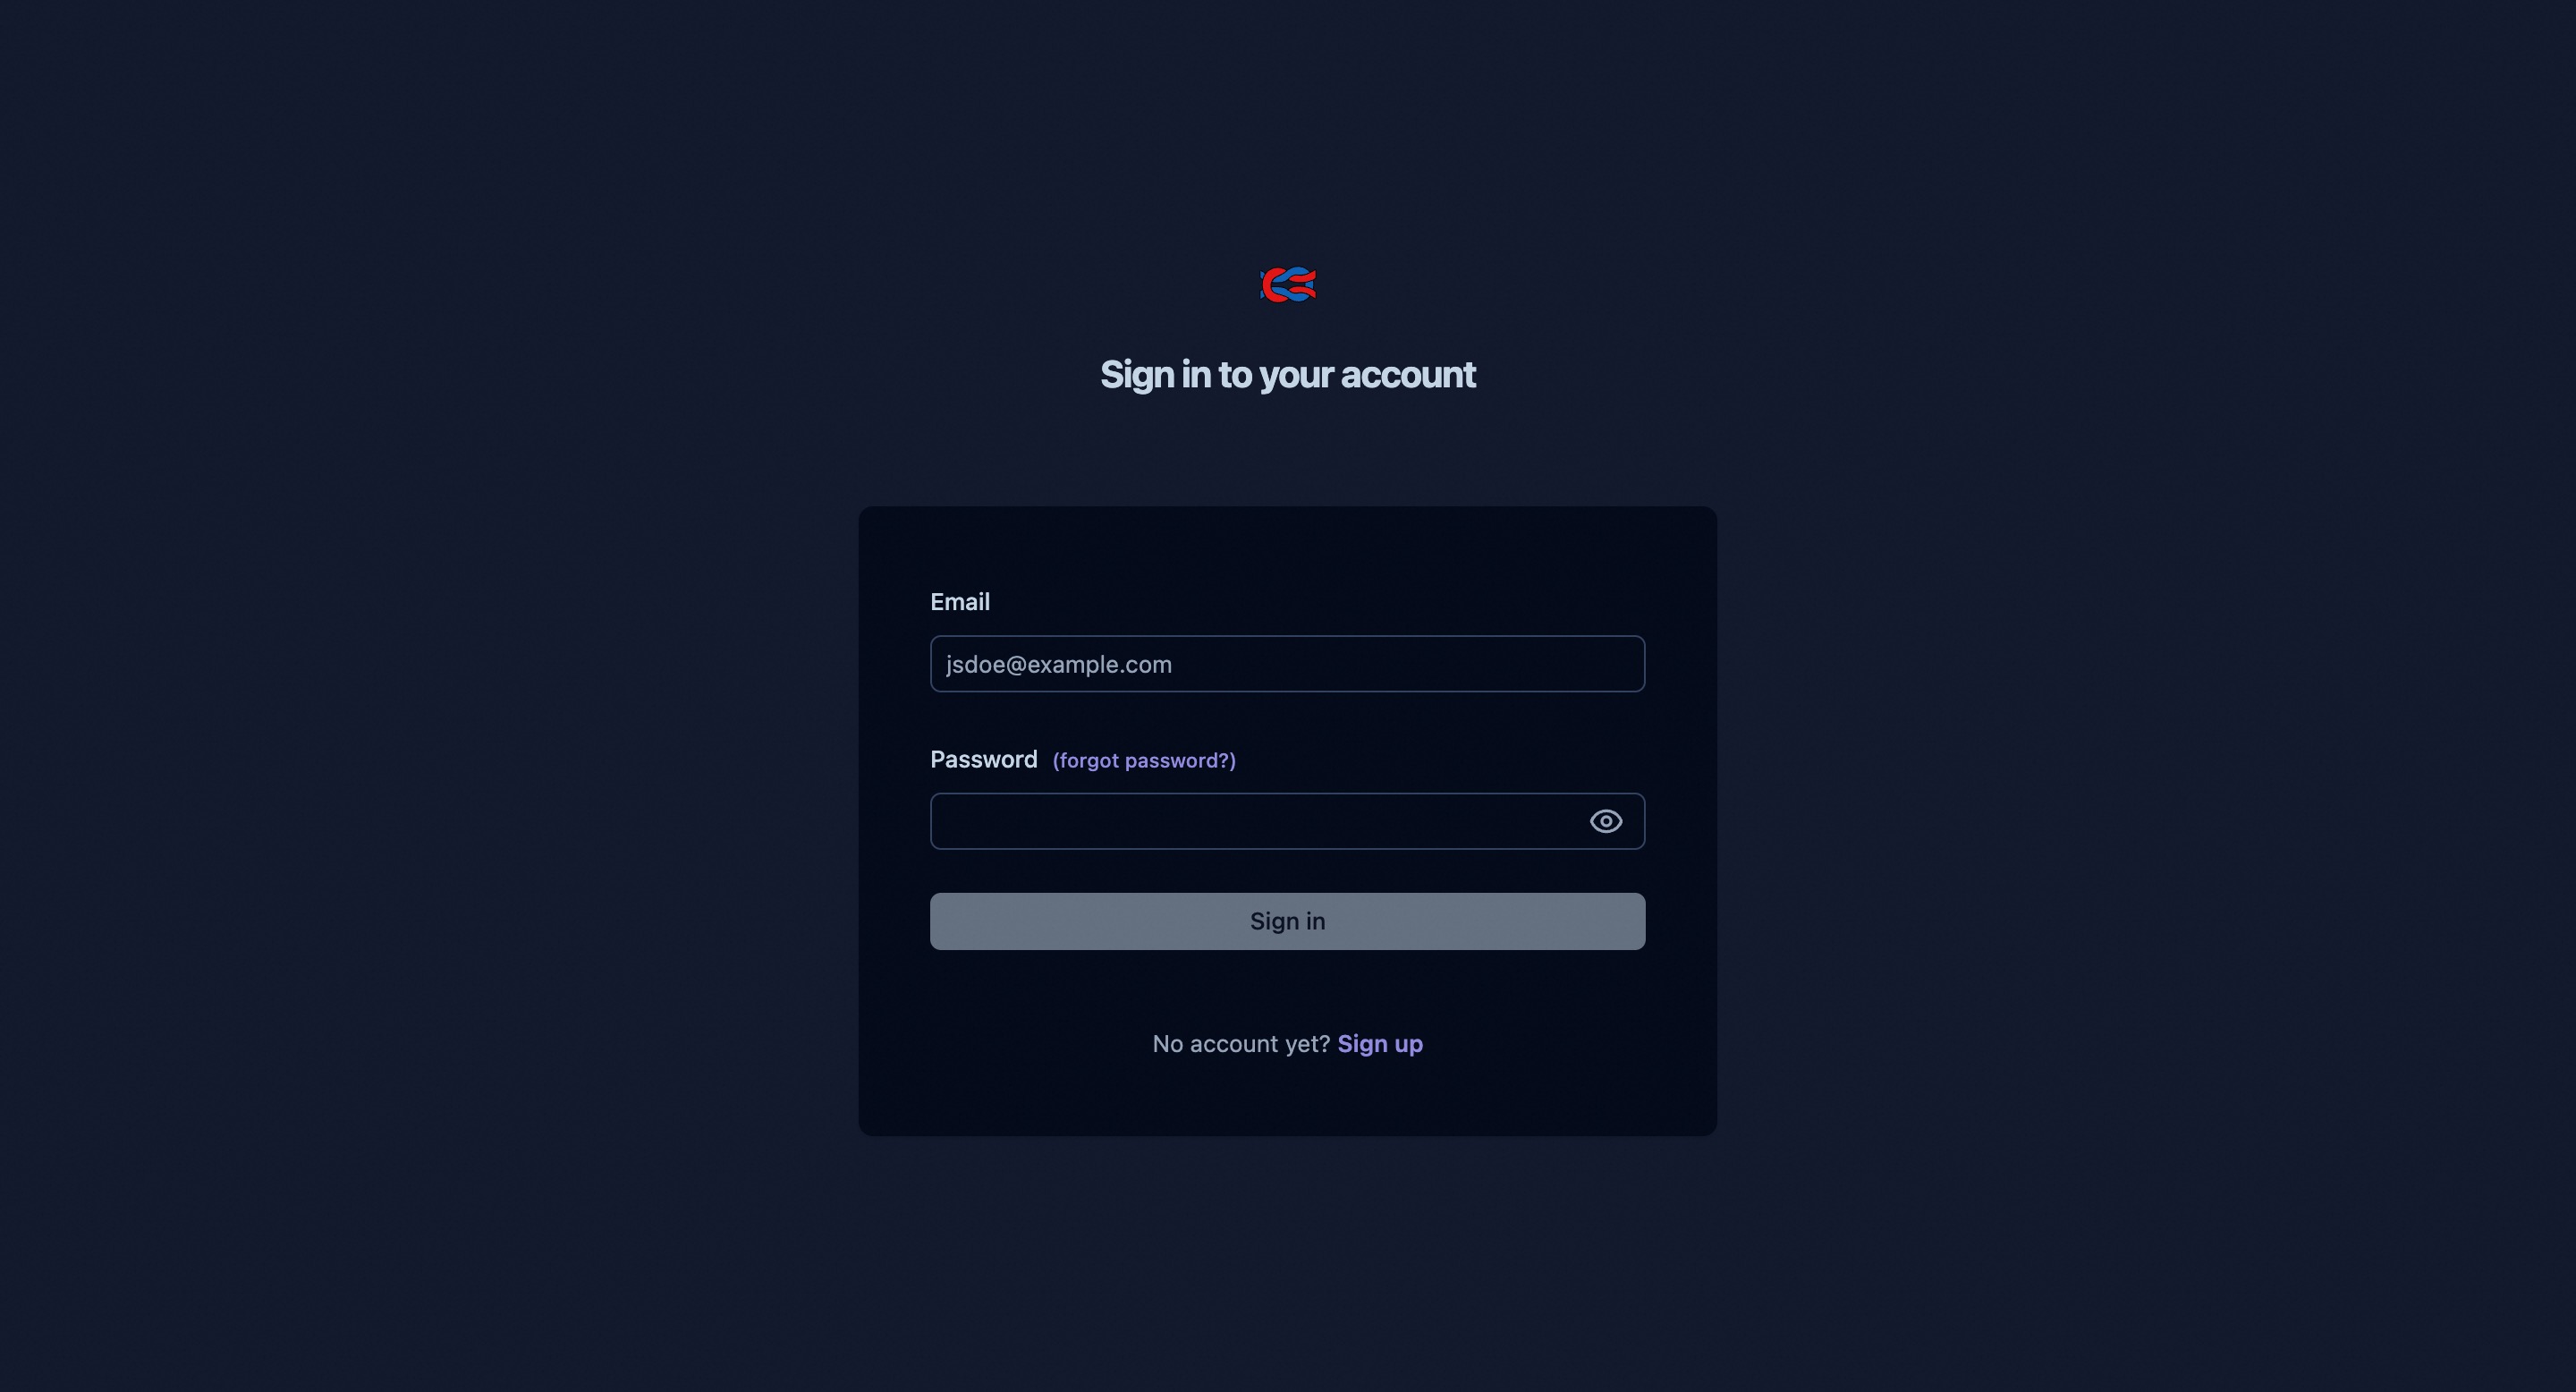 Sign in to your account
Email
jsdoe@example.com
Password (forgot password?)
Sign in
No account yet? Sign up